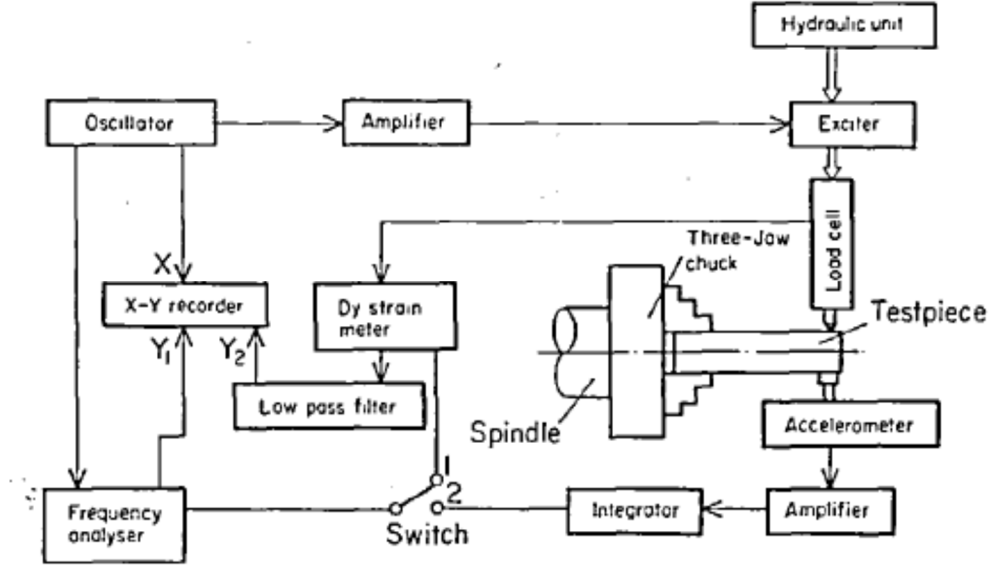 Hydraulic unit
Oscillator
Amplifier
Exciter
Load cell
Three-Jaw
chuck
X
X-Y recorder
Dy strain
meter
Testpiece
Y1
Y2
Low pass filter
Spindle
Accelerometer
1
2
Frequency
analyser
Switch
Integrator
Amplifier